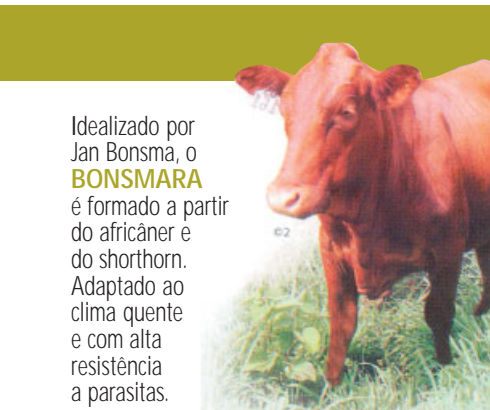 Idealizado por
Jan Bonsma, o
BONSMARA
é formado a partir
do africâner e
do shorthorn.
Adaptado ao
clima quente
e com alta
resistência
a parasitas.
©2